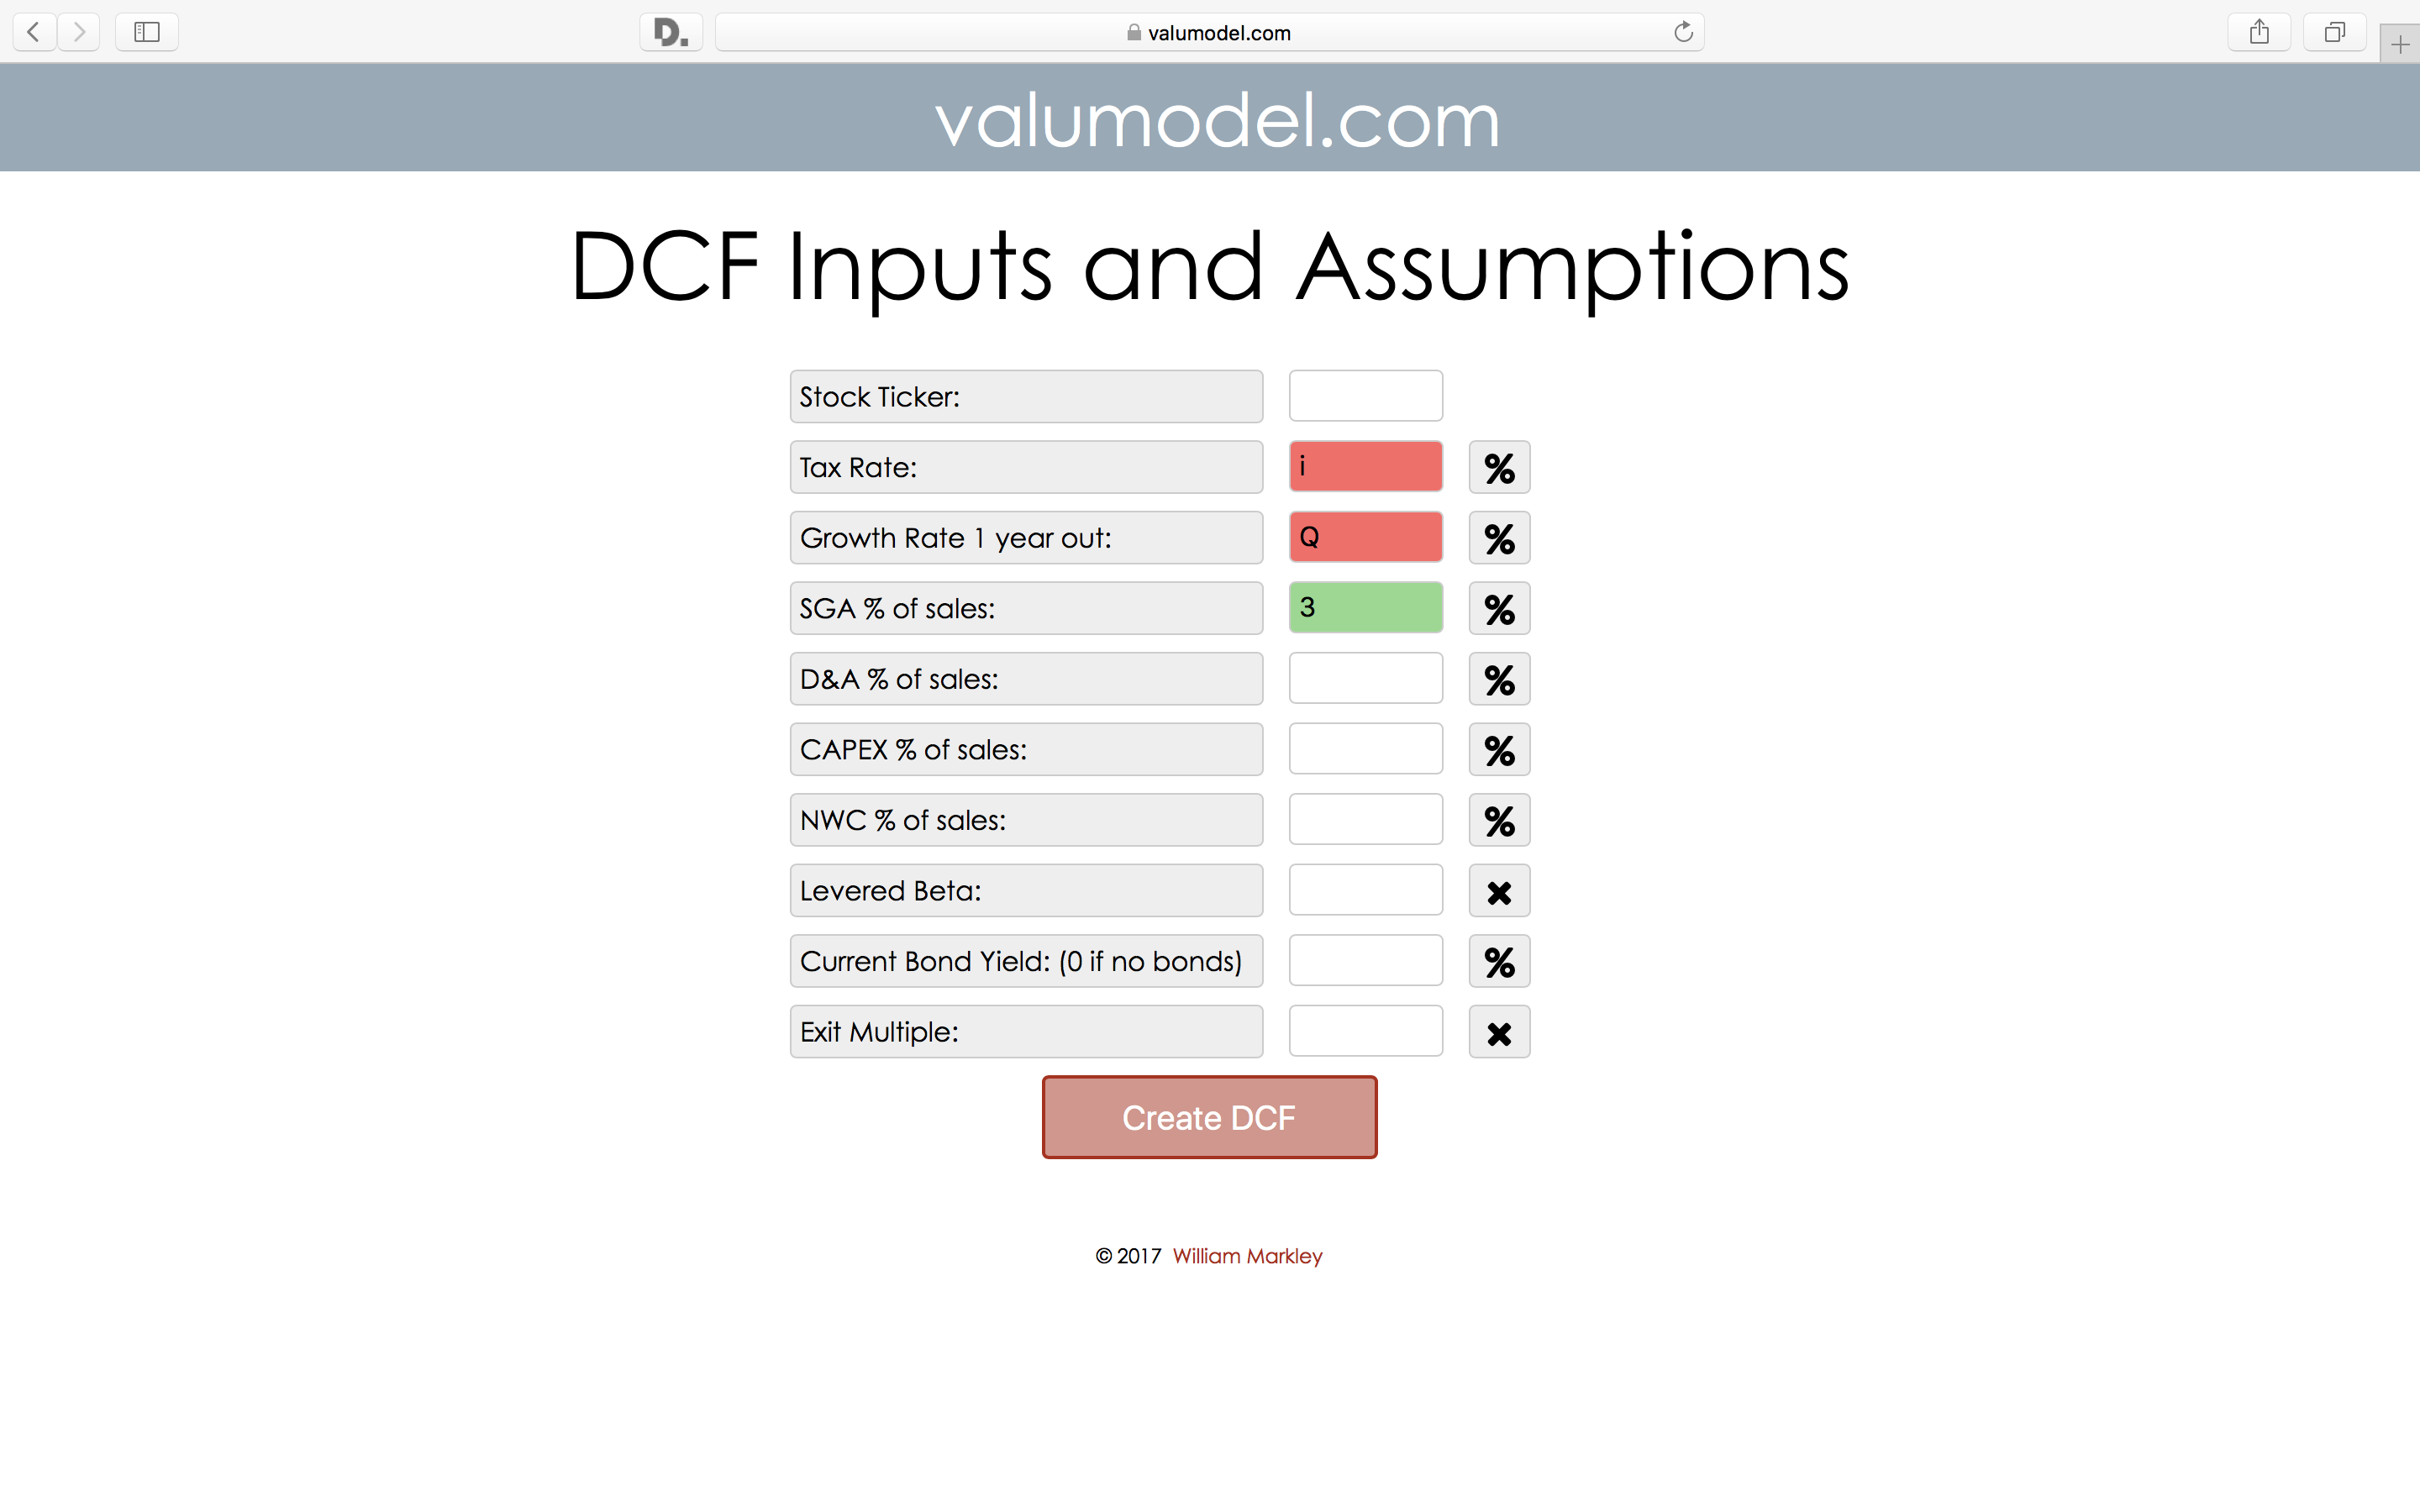 D.
valumodel.com
valumodel.com
DCF Inputs and Assumptions
Stock Ticker:
Tax Rate: i %
Growth Rate 1 year out: Q %
SGA % of sales: 3 %
D&A % of sales: %
CAPEX % of sales: %
NWC % of sales: %
Levered Beta:
Current Bond Yield: (0 if no bonds) %
Exit Multiple:
Create DCF
© 2017 William Markley